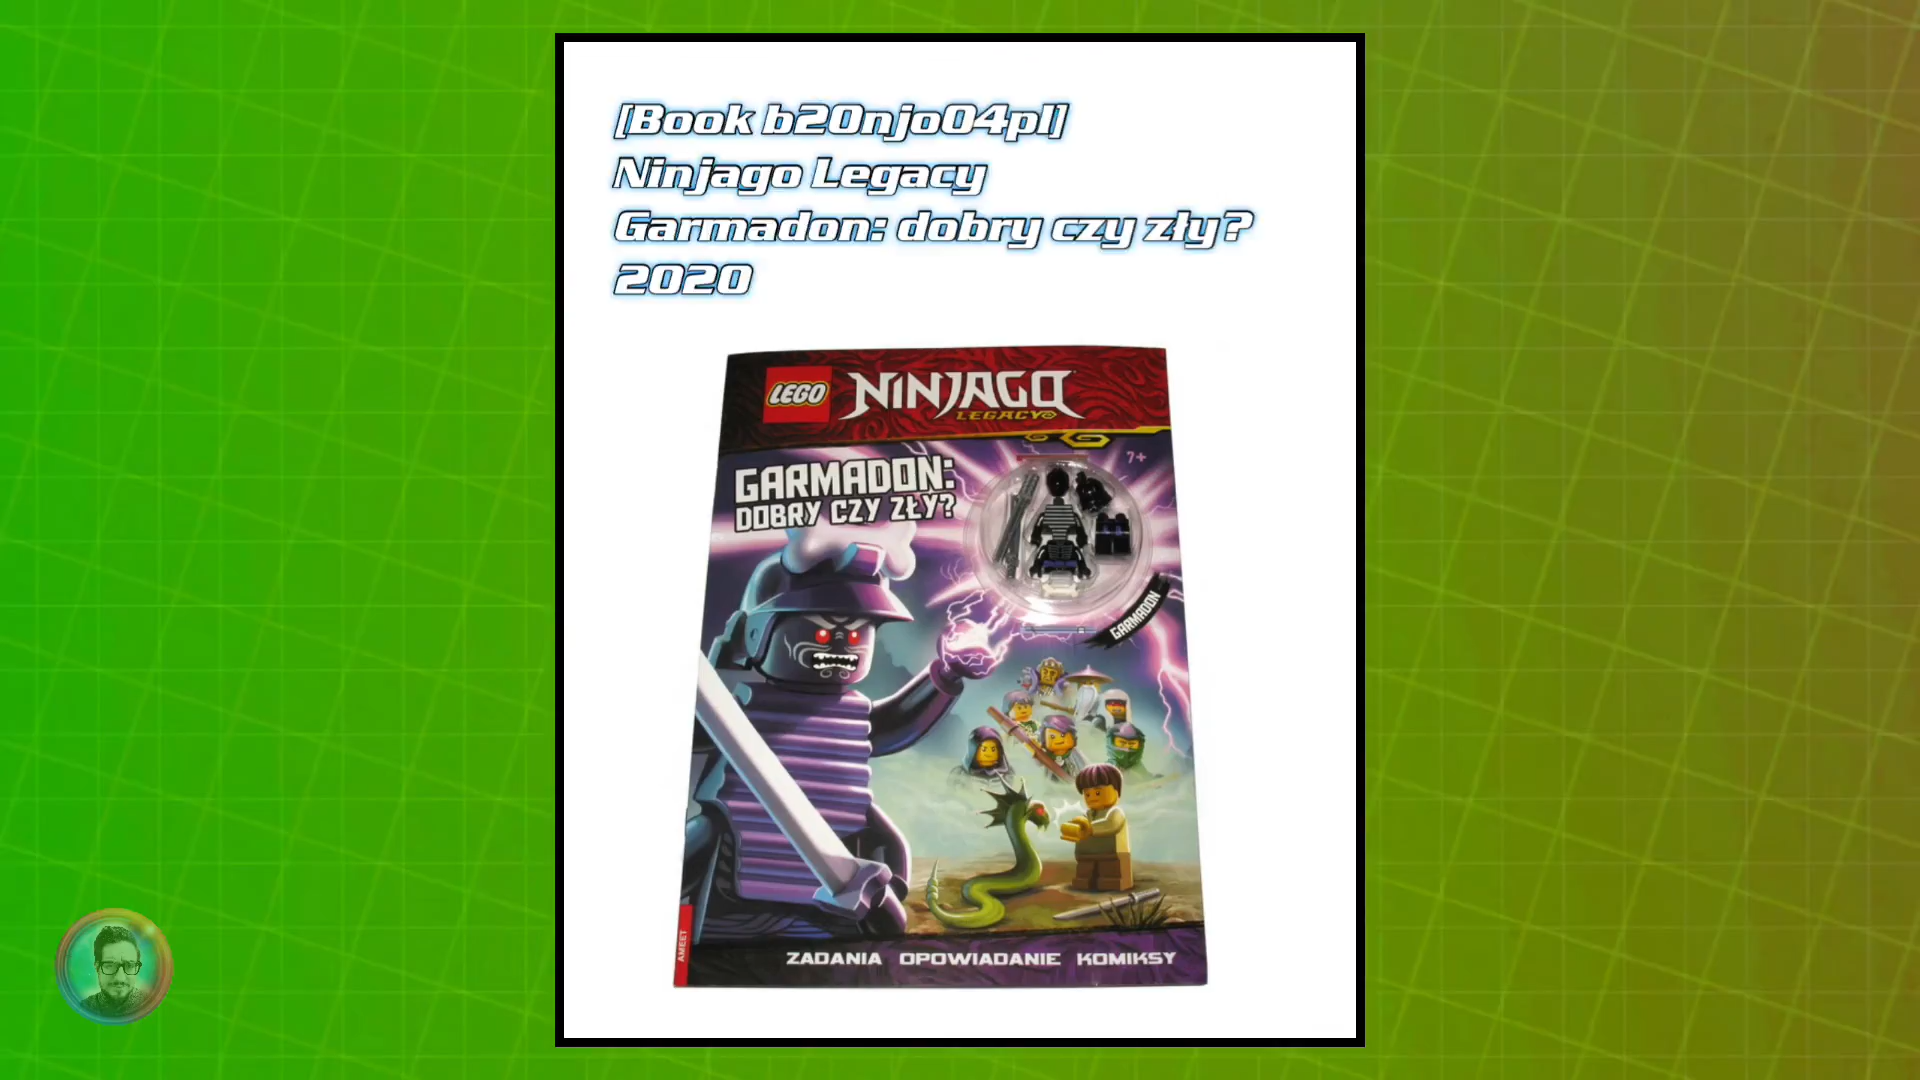 [Book b20njo04pl]
Ninjago Legacy
Garmadon: dobry czy zły?
2020
LEGO NINJAGO
LEGACY
7+
GARMADON:
DOBRY CZY ZŁY?
GARMADON
AMEET
ZADANIA OPOWIADANIE KOMIKSY